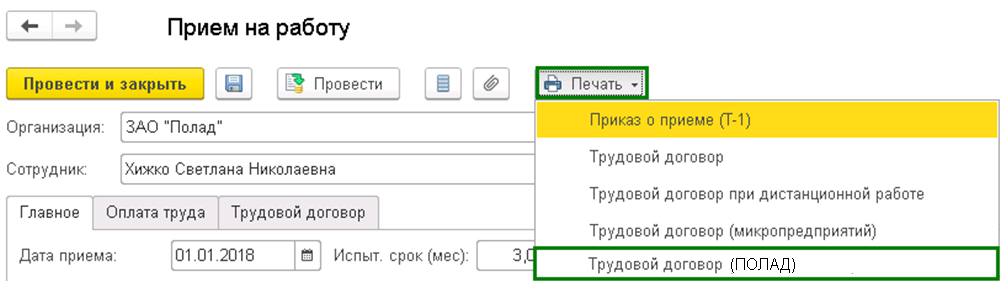 Прием на работу
Провести и закрыть Провести Печать
Организация: ЗАО "Полад"
Приказ о приеме (Т-1)
Трудовой договор
Сотрудник: Хижко Светлана Николаевна
Трудовой договор при дистанционной работе
Главное Оплата труда Трудовой договор
Трудовой договор (микропредприятий)
Дата приема: 01.01.2018 Испыт. срок (мес): 3,0
Трудовой договор (ПОЛАД)